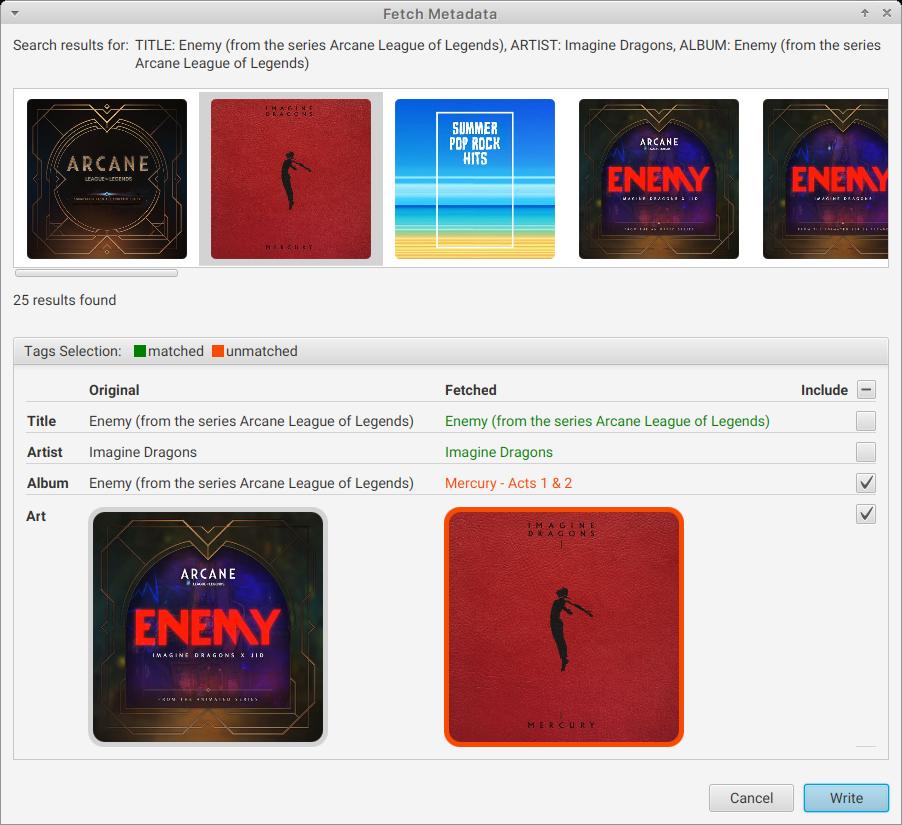 Fetch Metadata
Search results for: TITLE: Enemy (from the series Arcane League of Legends), ARTIST: Imagine Dragons, ALBUM: Enemy (from the series
Arcane League of Legends)
ARCANE
LEAGUE OF LEGENDS
IMAGINE
DRAGONS
MERCURY
SUMMER
POP ROCK
HITS
ARCANE
ENEMY
IMAGINE DRAGONS X JID
ENEMY
IMAGINE DRAGONS
25 results found
Tags Selection: matched unmatched
Original Fetched Include
Title Enemy (from the series Arcane League of Legends) Enemy (from the series Arcane League of Legends)
Artist Imagine Dragons Imagine Dragons
Album Enemy (from the series Arcane League of Legends) Mercury - Acts 1 & 2
Art
ARCANE
LEAGUE OF LEGENDS
ENEMY
IMAGINE DRAGONS X JID
FROM THE ANIMATED SERIES
IMAGINE
DRAGONS
MERCURY
Cancel Write